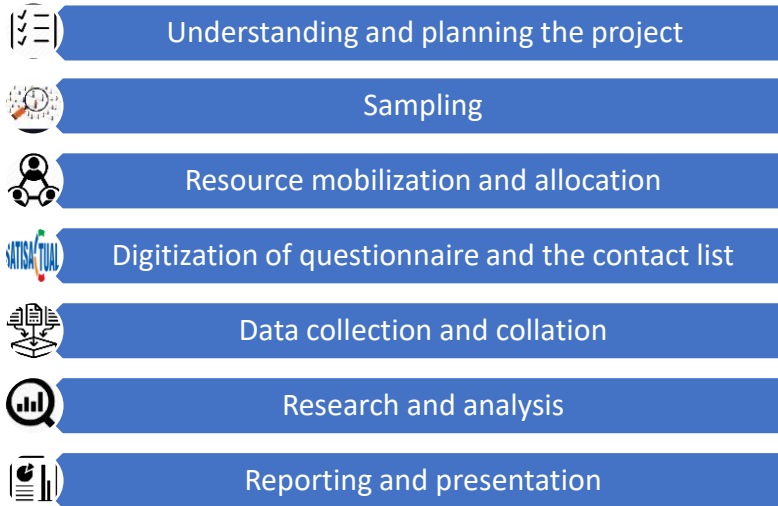 Understanding and planning the project
Sampling
Resource mobilization and allocation
SATISFACTUAL
Digitization of questionnaire and the contact list
Data collection and collation
Research and analysis
Reporting and presentation